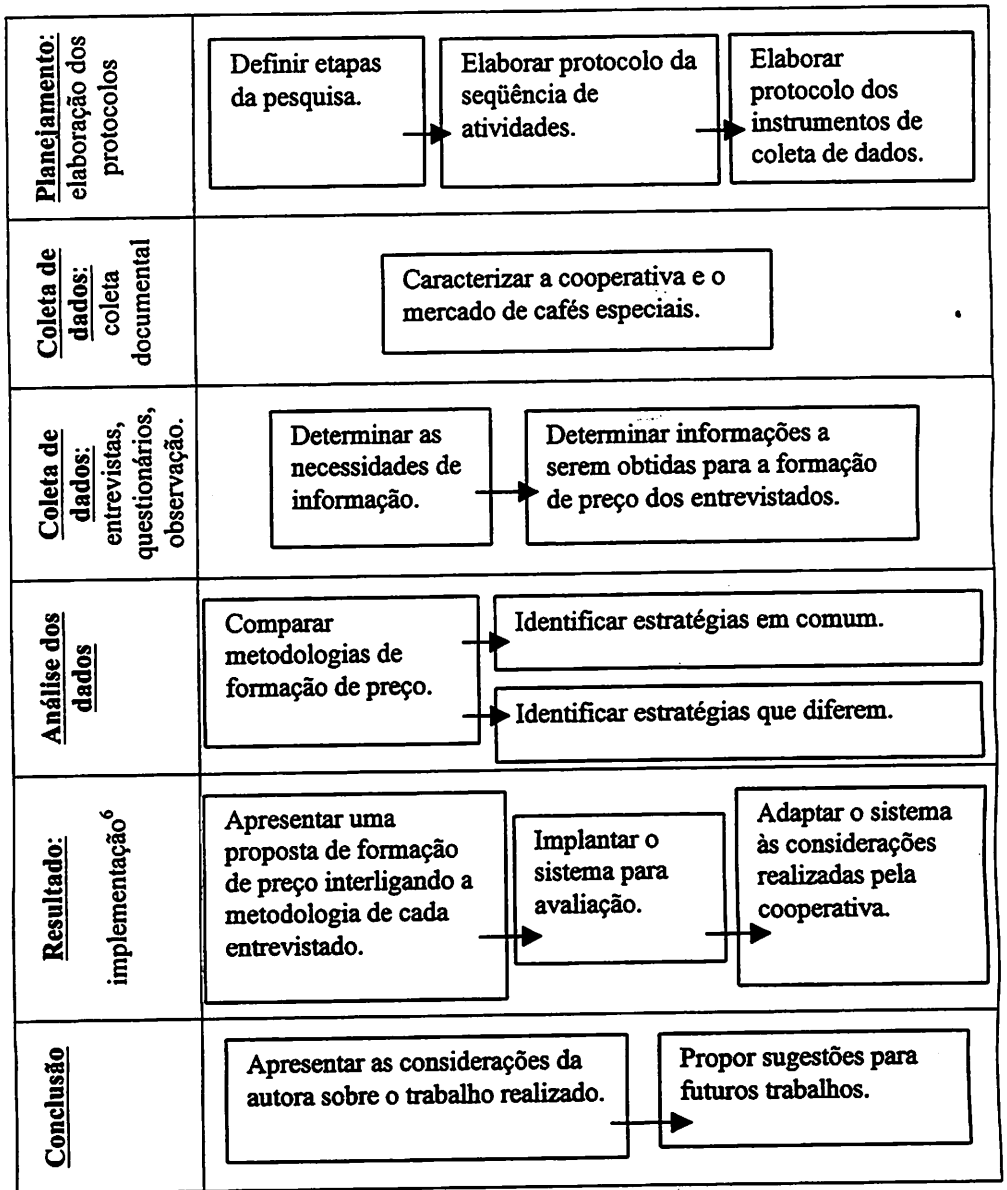 Planejamento:
elaboração dos
protocolos
Definir etapas
da pesquisa.
Elaborar protocolo da
seqüência de
atividades.
Elaborar
protocolo dos
instrumentos de
coleta de dados.
Coleta de
dados:
coleta
documental
Caracterizar a cooperativa e o
mercado de cafés especiais.
Coleta de
dados:
entrevistas,
questionários,
observação.
Determinar as
necessidades de
informação.
Determinar informações a
serem obtidas para a formação
de preço dos entrevistados.
Análise dos
dados
Comparar
metodologias de
formação de preço.
Identificar estratégias em comum.
Identificar estratégias que diferem.
Resultado:
implementação⁶
Apresentar uma
proposta de formação
de preço interligando a
metodologia de cada
entrevistado.
Implantar o
sistema para
avaliação.
Adaptar o sistema
às considerações
realizadas pela
cooperativa.
Conclusão
Apresentar as considerações da
autora sobre o trabalho realizado.
Propor sugestões para
futuros trabalhos.